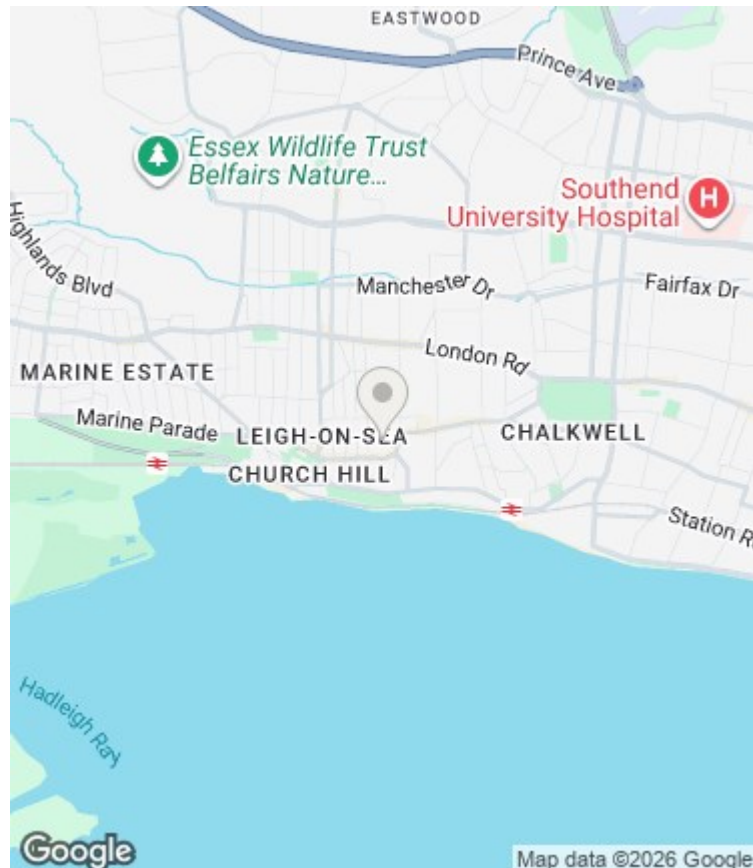 EASTWOOD
Prince Ave
Essex Wildlife Trust
Belfairs Nature...
Southend
University Hospital
H
Highlands Blvd
Manchester Dr
Fairfax Dr
London Rd
MARINE ESTATE
Marine Parade
LEIGH-ON-SEA
CHALKWELL
CHURCH HILL
Station R
Hadleigh Ray
Google
Map data ©2026 Google